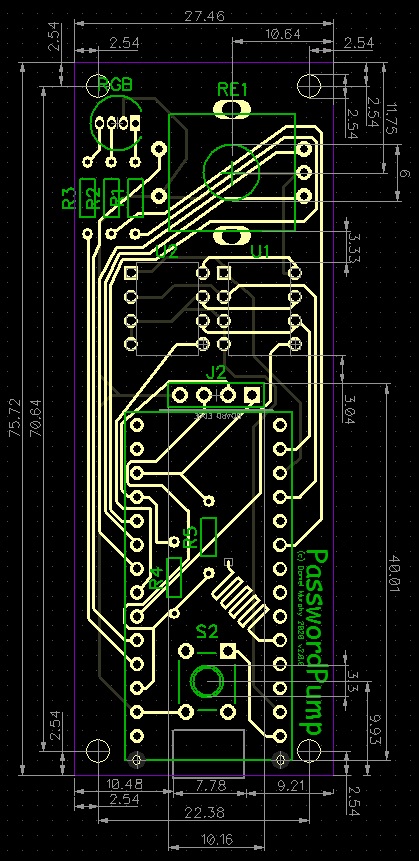 27.46
2.54
10.64
2.54
2.54
RGB
RE1
2.54
2.54
11.75
R3
R2
R1
6
3.33
U2
U1
J2
3.04
75.72
70.64
R5
R4
40.01
PasswordPump
(c) Daniel Murphy 2020 v2.0.6
S2
3.33
9.93
2.54
10.48
7.78
9.21
2.54
2.54
22.38
10.16